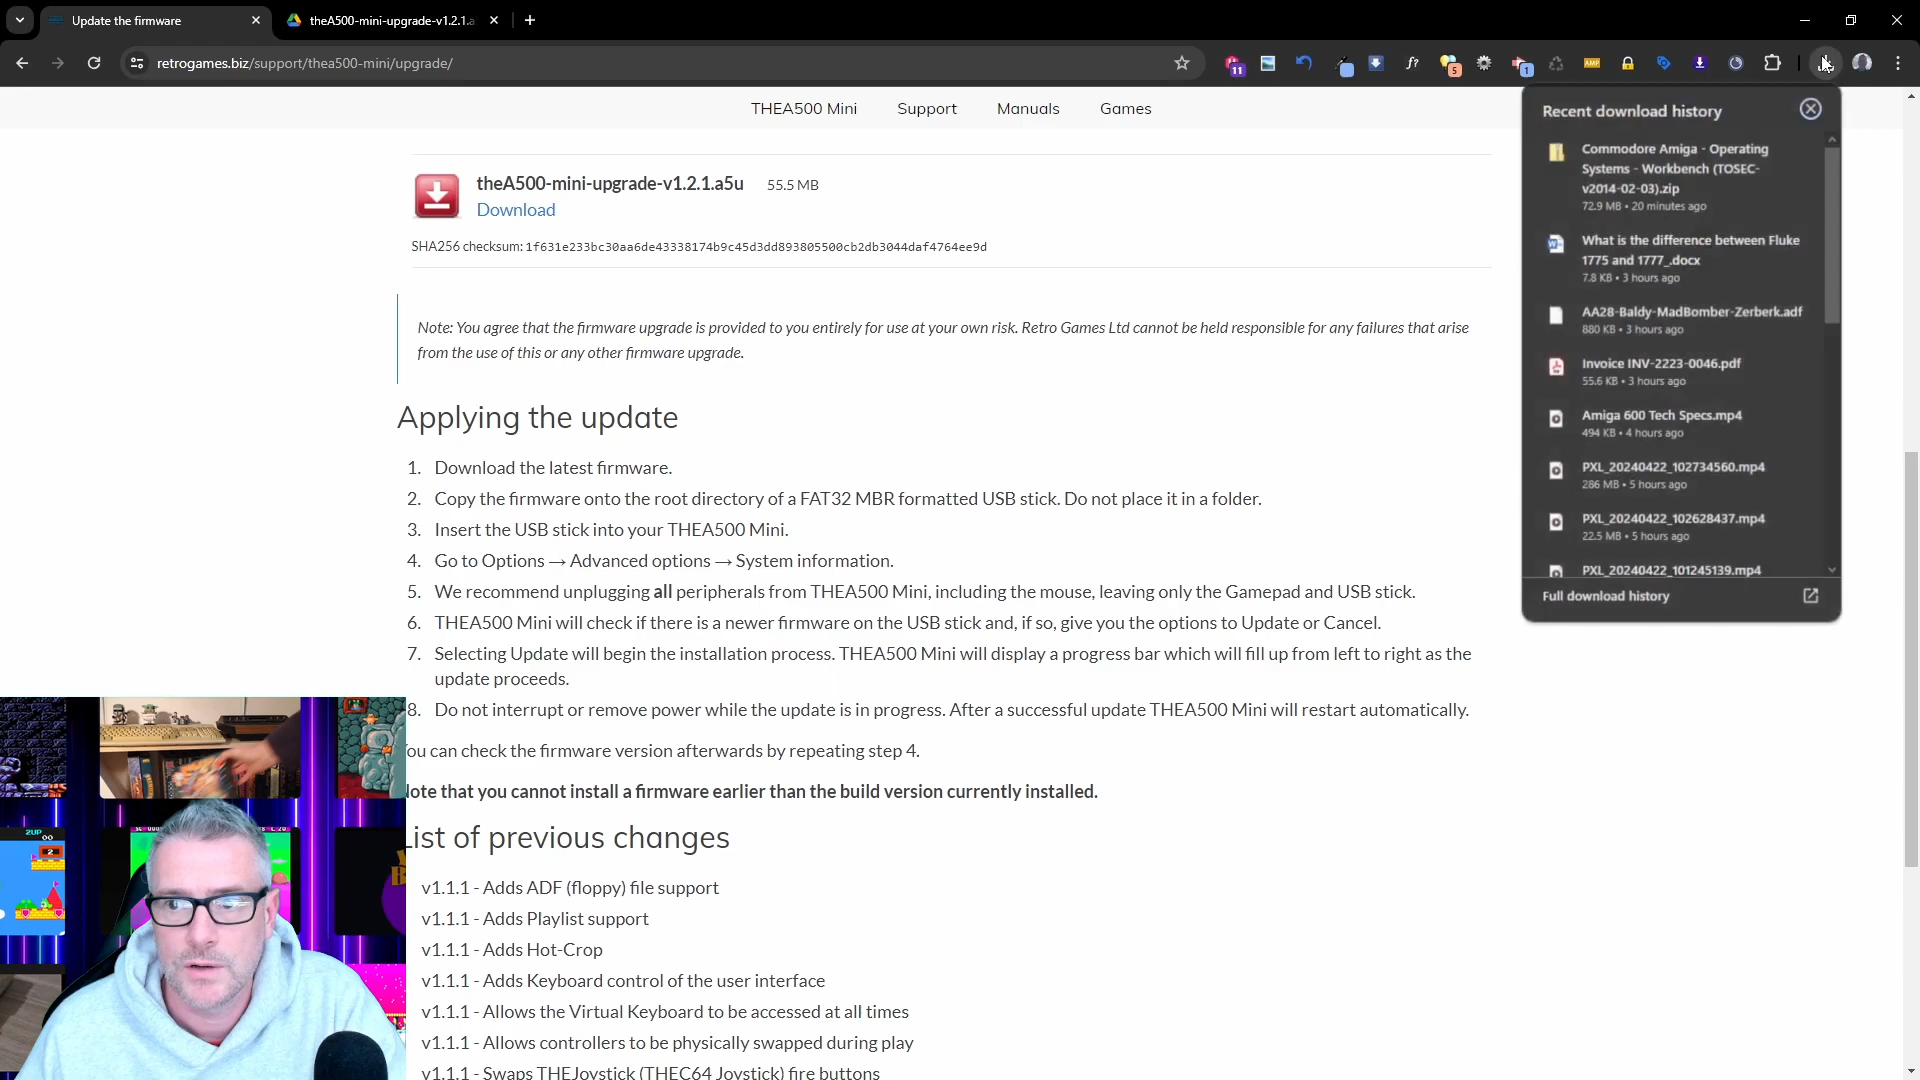 Update the firmware
theA500-mini-upgrade-v1.2.1.a
retrogames.biz/support/thea500-mini/upgrade/
11
f?
5
1
AMP
THEA500 Mini
Support
Manuals
Games
theA500-mini-upgrade-v1.2.1.a5u 55.5 MB
Download
SHA256 checksum: 1f631e233bc30aa6de43338174b9c45d3dd893805500cb2db3044daf4764ee9d
Note: You agree that the firmware upgrade is provided to you entirely for use at your own risk. Retro Games Ltd cannot be held responsible for any failures that arise
from the use of this or any other firmware upgrade.
Applying the update
1. Download the latest firmware.
2. Copy the firmware onto the root directory of a FAT32 MBR formatted USB stick. Do not place it in a folder.
3. Insert the USB stick into your THEA500 Mini.
4. Go to Options → Advanced options → System information.
5. We recommend unplugging all peripherals from THEA500 Mini, including the mouse, leaving only the Gamepad and USB stick.
6. THEA500 Mini will check if there is a newer firmware on the USB stick and, if so, give you the options to Update or Cancel.
7. Selecting Update will begin the installation process. THEA500 Mini will display a progress bar which will fill up from left to right as the
update proceeds.
8. Do not interrupt or remove power while the update is in progress. After a successful update THEA500 Mini will restart automatically.
ou can check the firmware version afterwards by repeating step 4.
ote that you cannot install a firmware earlier than the build version currently installed.
List of previous changes
v1.1.1 - Adds ADF (floppy) file support
v1.1.1 - Adds Playlist support
v1.1.1 - Adds Hot-Crop
v1.1.1 - Adds Keyboard control of the user interface
v1.1.1 - Allows the Virtual Keyboard to be accessed at all times
v1.1.1 - Allows controllers to be physically swapped during play
v1.1.1 - Swaps THEJoystick (THEC64 Joystick) fire buttons
Recent download history
Commodore Amiga - Operating
Systems - Workbench (TOSEC-
v2014-02-03).zip
72.9 MB • 20 minutes ago
What is the difference between Fluke
1775 and 1777_.docx
7.8 KB • 3 hours ago
AA28-Baldy-MadBomber-Zerberk.adf
880 KB • 3 hours ago
Invoice INV-2223-0046.pdf
55.6 KB • 3 hours ago
Amiga 600 Tech Specs.mp4
494 KB • 4 hours ago
PXL_20240422_102734560.mp4
286 MB • 5 hours ago
PXL_20240422_102628437.mp4
22.5 MB • 5 hours ago
PXL_20240422_101245139.mp4
Full download history
2UP
00
2